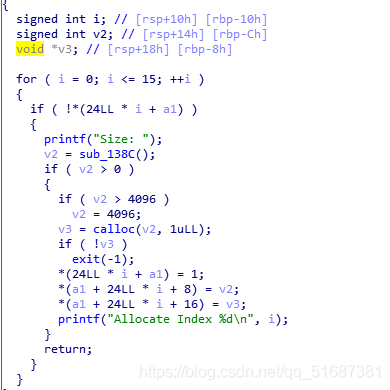 {
signed int i; // [rsp+10h] [rbp-10h]
signed int v2; // [rsp+14h] [rbp-Ch]
void *v3; // [rsp+18h] [rbp-8h]
for ( i = 0; i <= 15; ++i )
{
if ( !*(24LL * i + a1) )
{
printf("Size: ");
v2 = sub_138C();
if ( v2 > 0 )
{
if ( v2 > 4096 )
v2 = 4096;
v3 = calloc(v2, 1uLL);
if ( !v3 )
exit(-1);
*(24LL * i + a1) = 1;
*(a1 + 24LL * i + 8) = v2;
*(a1 + 24LL * i + 16) = v3;
printf("Allocate Index %d\n", i);
}
return;
}
}
https://blog.csdn.net/qq_51687381